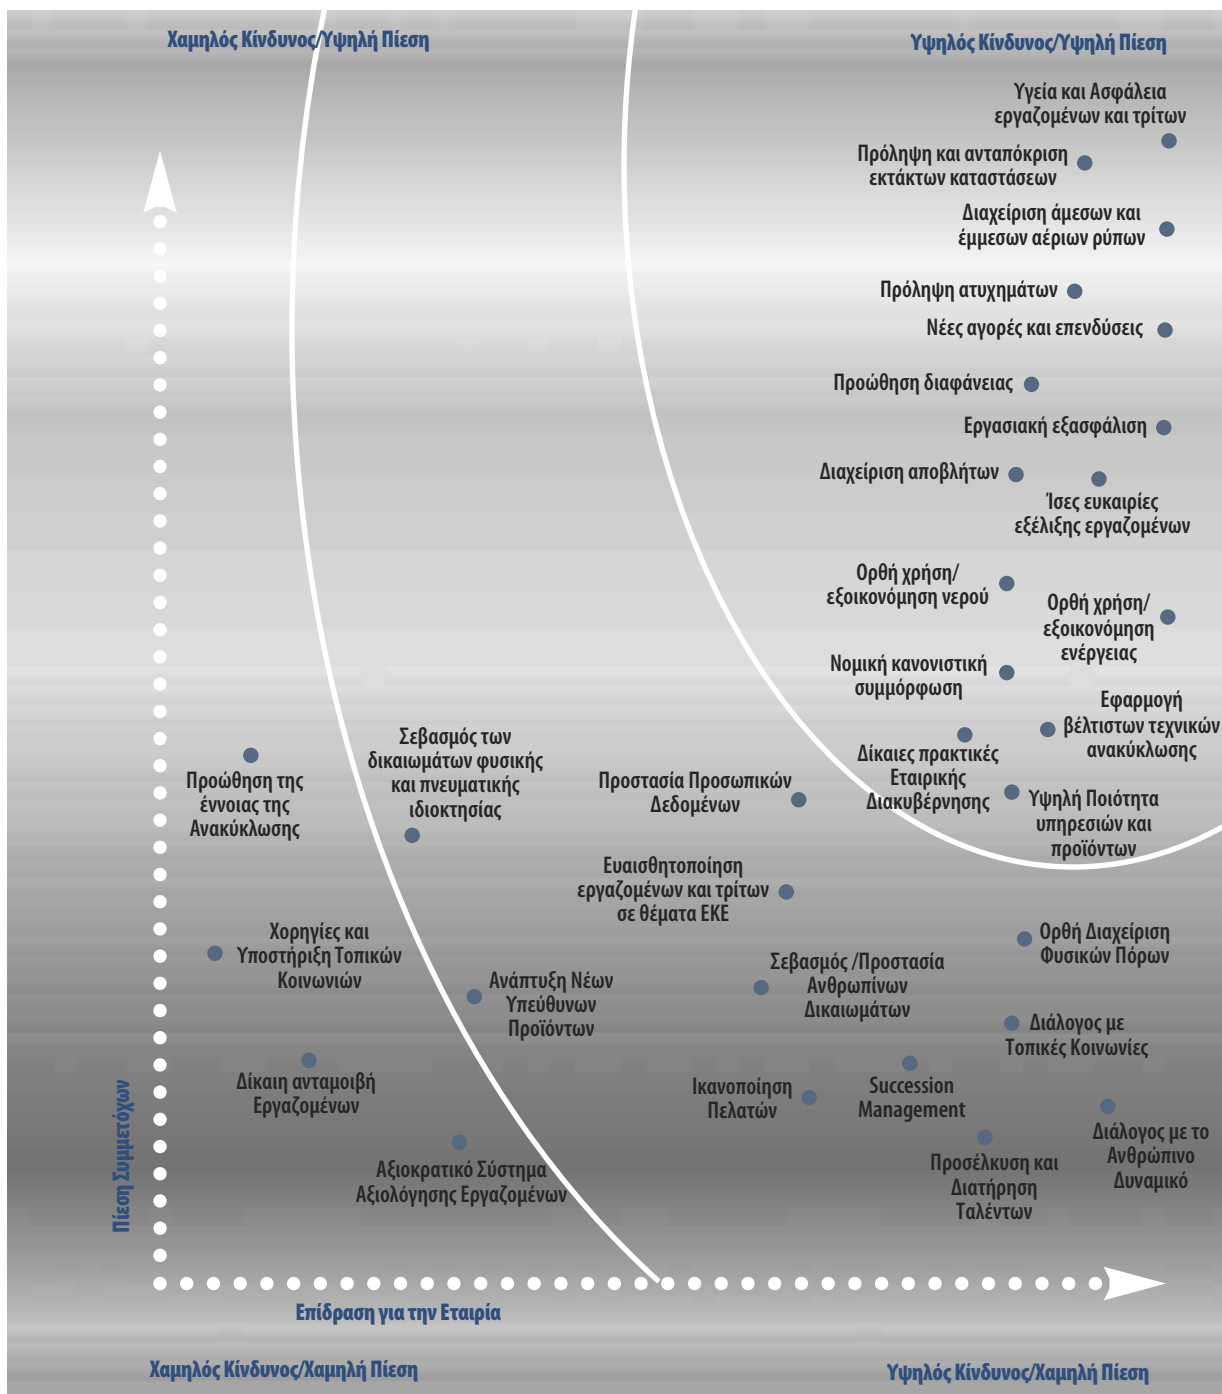 Χαμηλός Κίνδυνος/Υψηλή Πίεση
Υψηλός Κίνδυνος/Υψηλή Πίεση
Υγεία και Ασφάλεια
εργαζομένων και τρίτων
Πρόληψη και ανταπόκριση
εκτάκτων καταστάσεων
Διαχείριση άμεσων και
έμμεσων αέριων ρύπων
Πρόληψη ατυχημάτων
Νέες αγορές και επενδύσεις
Προώθηση διαφάνειας
Εργασιακή εξασφάλιση
Διαχείριση αποβλήτων
Ίσες ευκαιρίες
εξέλιξης εργαζομένων
Ορθή χρήση/
εξοικονόμηση νερού
Ορθή χρήση/
εξοικονόμηση
ενέργειας
Νομική κανονιστική
συμμόρφωση
Εφαρμογή
βέλτιστων τεχνικών
ανακύκλωσης
Δίκαιες πρακτικές
Εταιρικής
Διακυβέρνησης
Υψηλή Ποιότητα
υπηρεσιών και
προϊόντων
Σεβασμός των
δικαιωμάτων φυσικής
και πνευματικής
ιδιοκτησίας
Προώθηση της
έννοιας της
Ανακύκλωσης
Προστασία Προσωπικών
Δεδομένων
Ευαισθητοποίηση
εργαζομένων και τρίτων
σε θέματα ΕΚΕ
Χορηγίες και
Υποστήριξη Τοπικών
Κοινωνιών
Ανάπτυξη Νέων
Υπεύθυνων
Προϊόντων
Σεβασμός /Προστασία
Ανθρωπίνων
Δικαιωμάτων
Ορθή Διαχείριση
Φυσικών Πόρων
Διάλογος με
Τοπικές Κοινωνίες
Δίκαιη ανταμοιβή
Εργαζομένων
Ικανοποίηση
Πελατών
Succession
Management
Διάλογος με το
Ανθρώπινο
Δυναμικό
Προσέλκυση και
Διατήρηση
Ταλέντων
Αξιοκρατικό Σύστημα
Αξιολόγησης Εργαζομένων
Πίεση Συμμετόχων
Επίδραση για την Εταιρία
Χαμηλός Κίνδυνος/Χαμηλή Πίεση
Υψηλός Κίνδυνος/Χαμηλή Πίεση